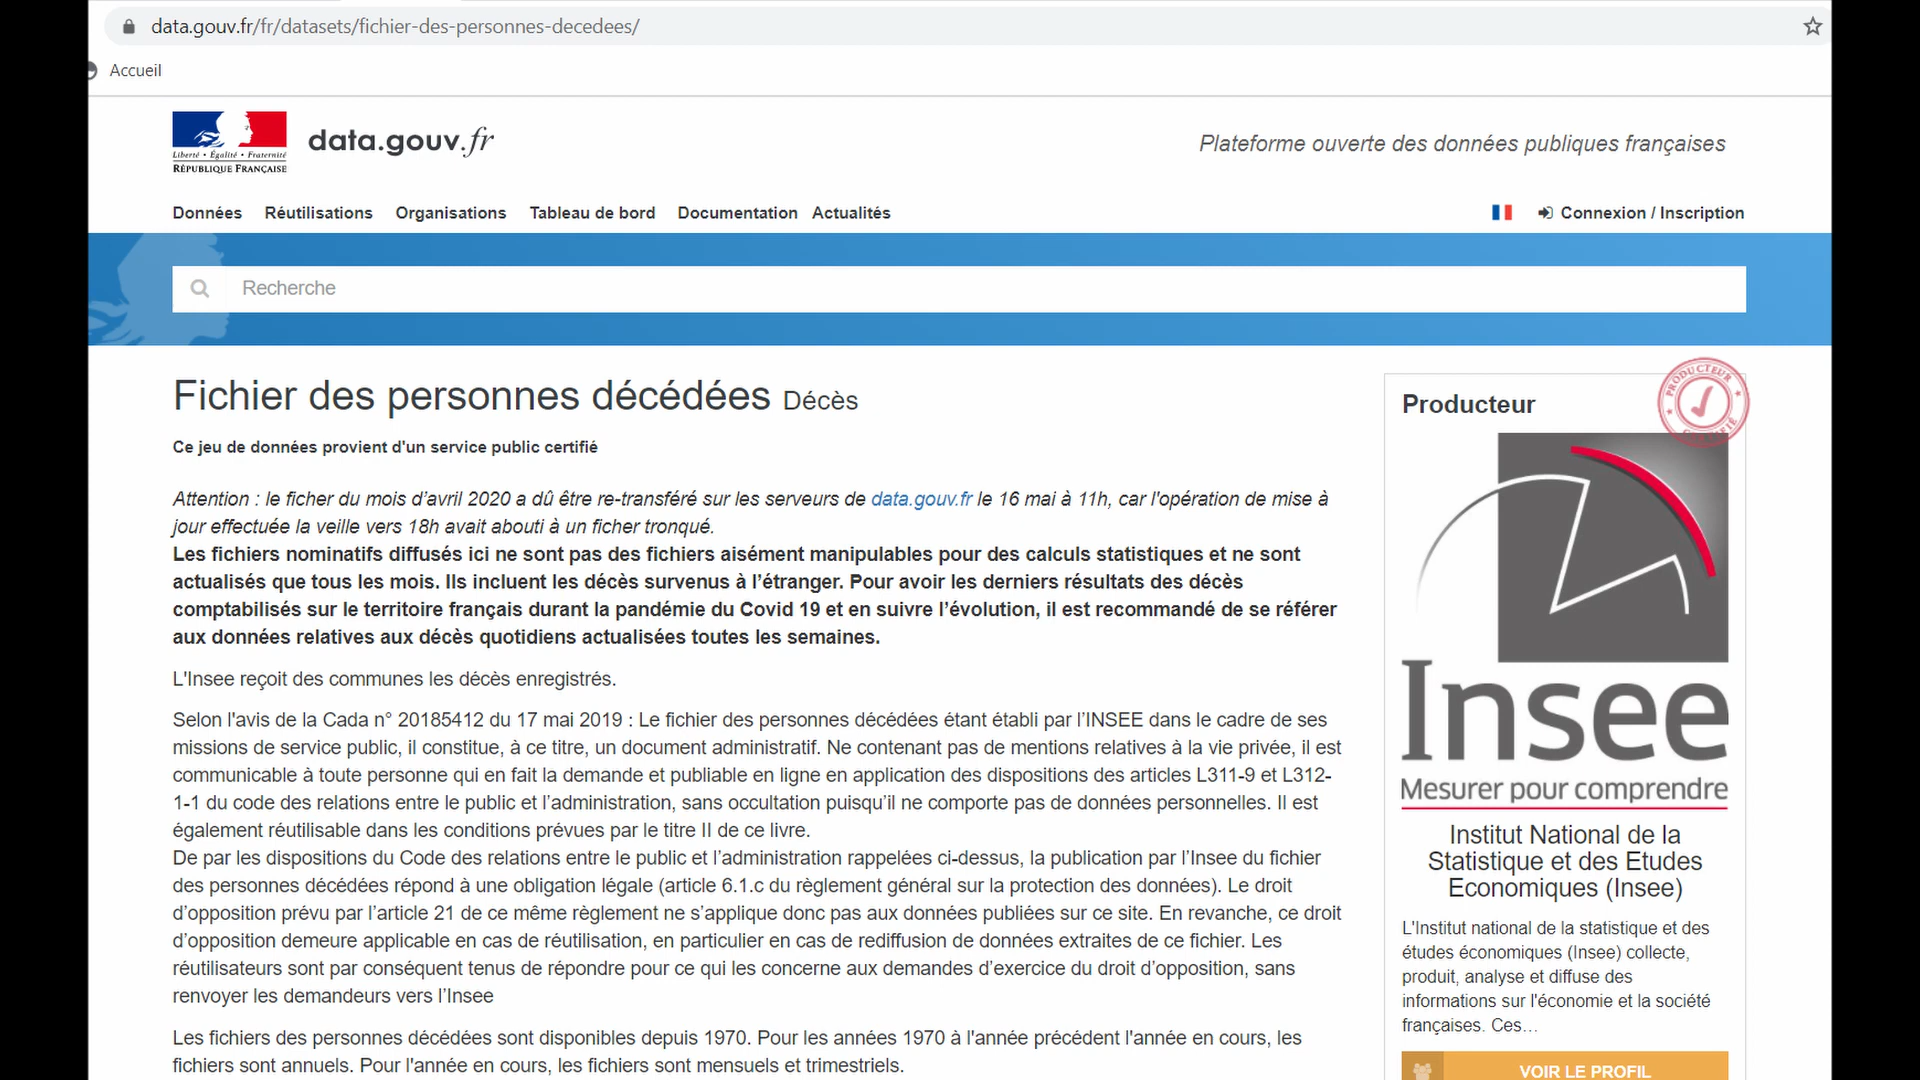 data.gouv.fr/fr/datasets/fichier-des-personnes-decedees/
Accueil
Liberté • Égalité • Fraternité
RÉPUBLIQUE FRANÇAISE
data.gouv.fr
Plateforme ouverte des données publiques françaises
Données Réutilisations Organisations Tableau de bord Documentation Actualités
Connexion / Inscription
Recherche
Fichier des personnes décédées Décès
Ce jeu de données provient d'un service public certifié
Attention : le ficher du mois d’avril 2020 a dû être re-transféré sur les serveurs de data.gouv.fr le 16 mai à 11h, car l'opération de mise à
jour effectuée la veille vers 18h avait abouti à un ficher tronqué.
Les fichiers nominatifs diffusés ici ne sont pas des fichiers aisément manipulables pour des calculs statistiques et ne sont
actualisés que tous les mois. Ils incluent les décès survenus à l’étranger. Pour avoir les derniers résultats des décès
comptabilisés sur le territoire français durant la pandémie du Covid 19 et en suivre l’évolution, il est recommandé de se référer
aux données relatives aux décès quotidiens actualisées toutes les semaines.
L'Insee reçoit des communes les décès enregistrés.
Selon l'avis de la Cada n° 20185412 du 17 mai 2019 : Le fichier des personnes décédées étant établi par l’INSEE dans le cadre de ses
missions de service public, il constitue, à ce titre, un document administratif. Ne contenant pas de mentions relatives à la vie privée, il est
communicable à toute personne qui en fait la demande et publiable en ligne en application des dispositions des articles L311-9 et L312-
1-1 du code des relations entre le public et l’administration, sans occultation puisqu’il ne comporte pas de données personnelles. Il est
également réutilisable dans les conditions prévues par le titre II de ce livre.
De par les dispositions du Code des relations entre le public et l’administration rappelées ci-dessus, la publication par l’Insee du fichier
des personnes décédées répond à une obligation légale (article 6.1.c du règlement général sur la protection des données). Le droit
d’opposition prévu par l’article 21 de ce même règlement ne s’applique donc pas aux données publiées sur ce site. En revanche, ce droit
d’opposition demeure applicable en cas de réutilisation, en particulier en cas de rediffusion de données extraites de ce fichier. Les
réutilisateurs sont par conséquent tenus de répondre pour ce qui les concerne aux demandes d’exercice du droit d’opposition, sans
renvoyer les demandeurs vers l’Insee
Les fichiers des personnes décédées sont disponibles depuis 1970. Pour les années 1970 à l'année précédent l'année en cours, les
fichiers sont annuels. Pour l'année en cours, les fichiers sont mensuels et trimestriels.
Producteur
PRODUCTEUR
CERTIFIÉ
Insee
Mesurer pour comprendre
Institut National de la
Statistique et des Etudes
Economiques (Insee)
L'Institut national de la statistique et des
études économiques (Insee) collecte,
produit, analyse et diffuse des
informations sur l'économie et la société
françaises. Ces…
VOIR LE PROFIL